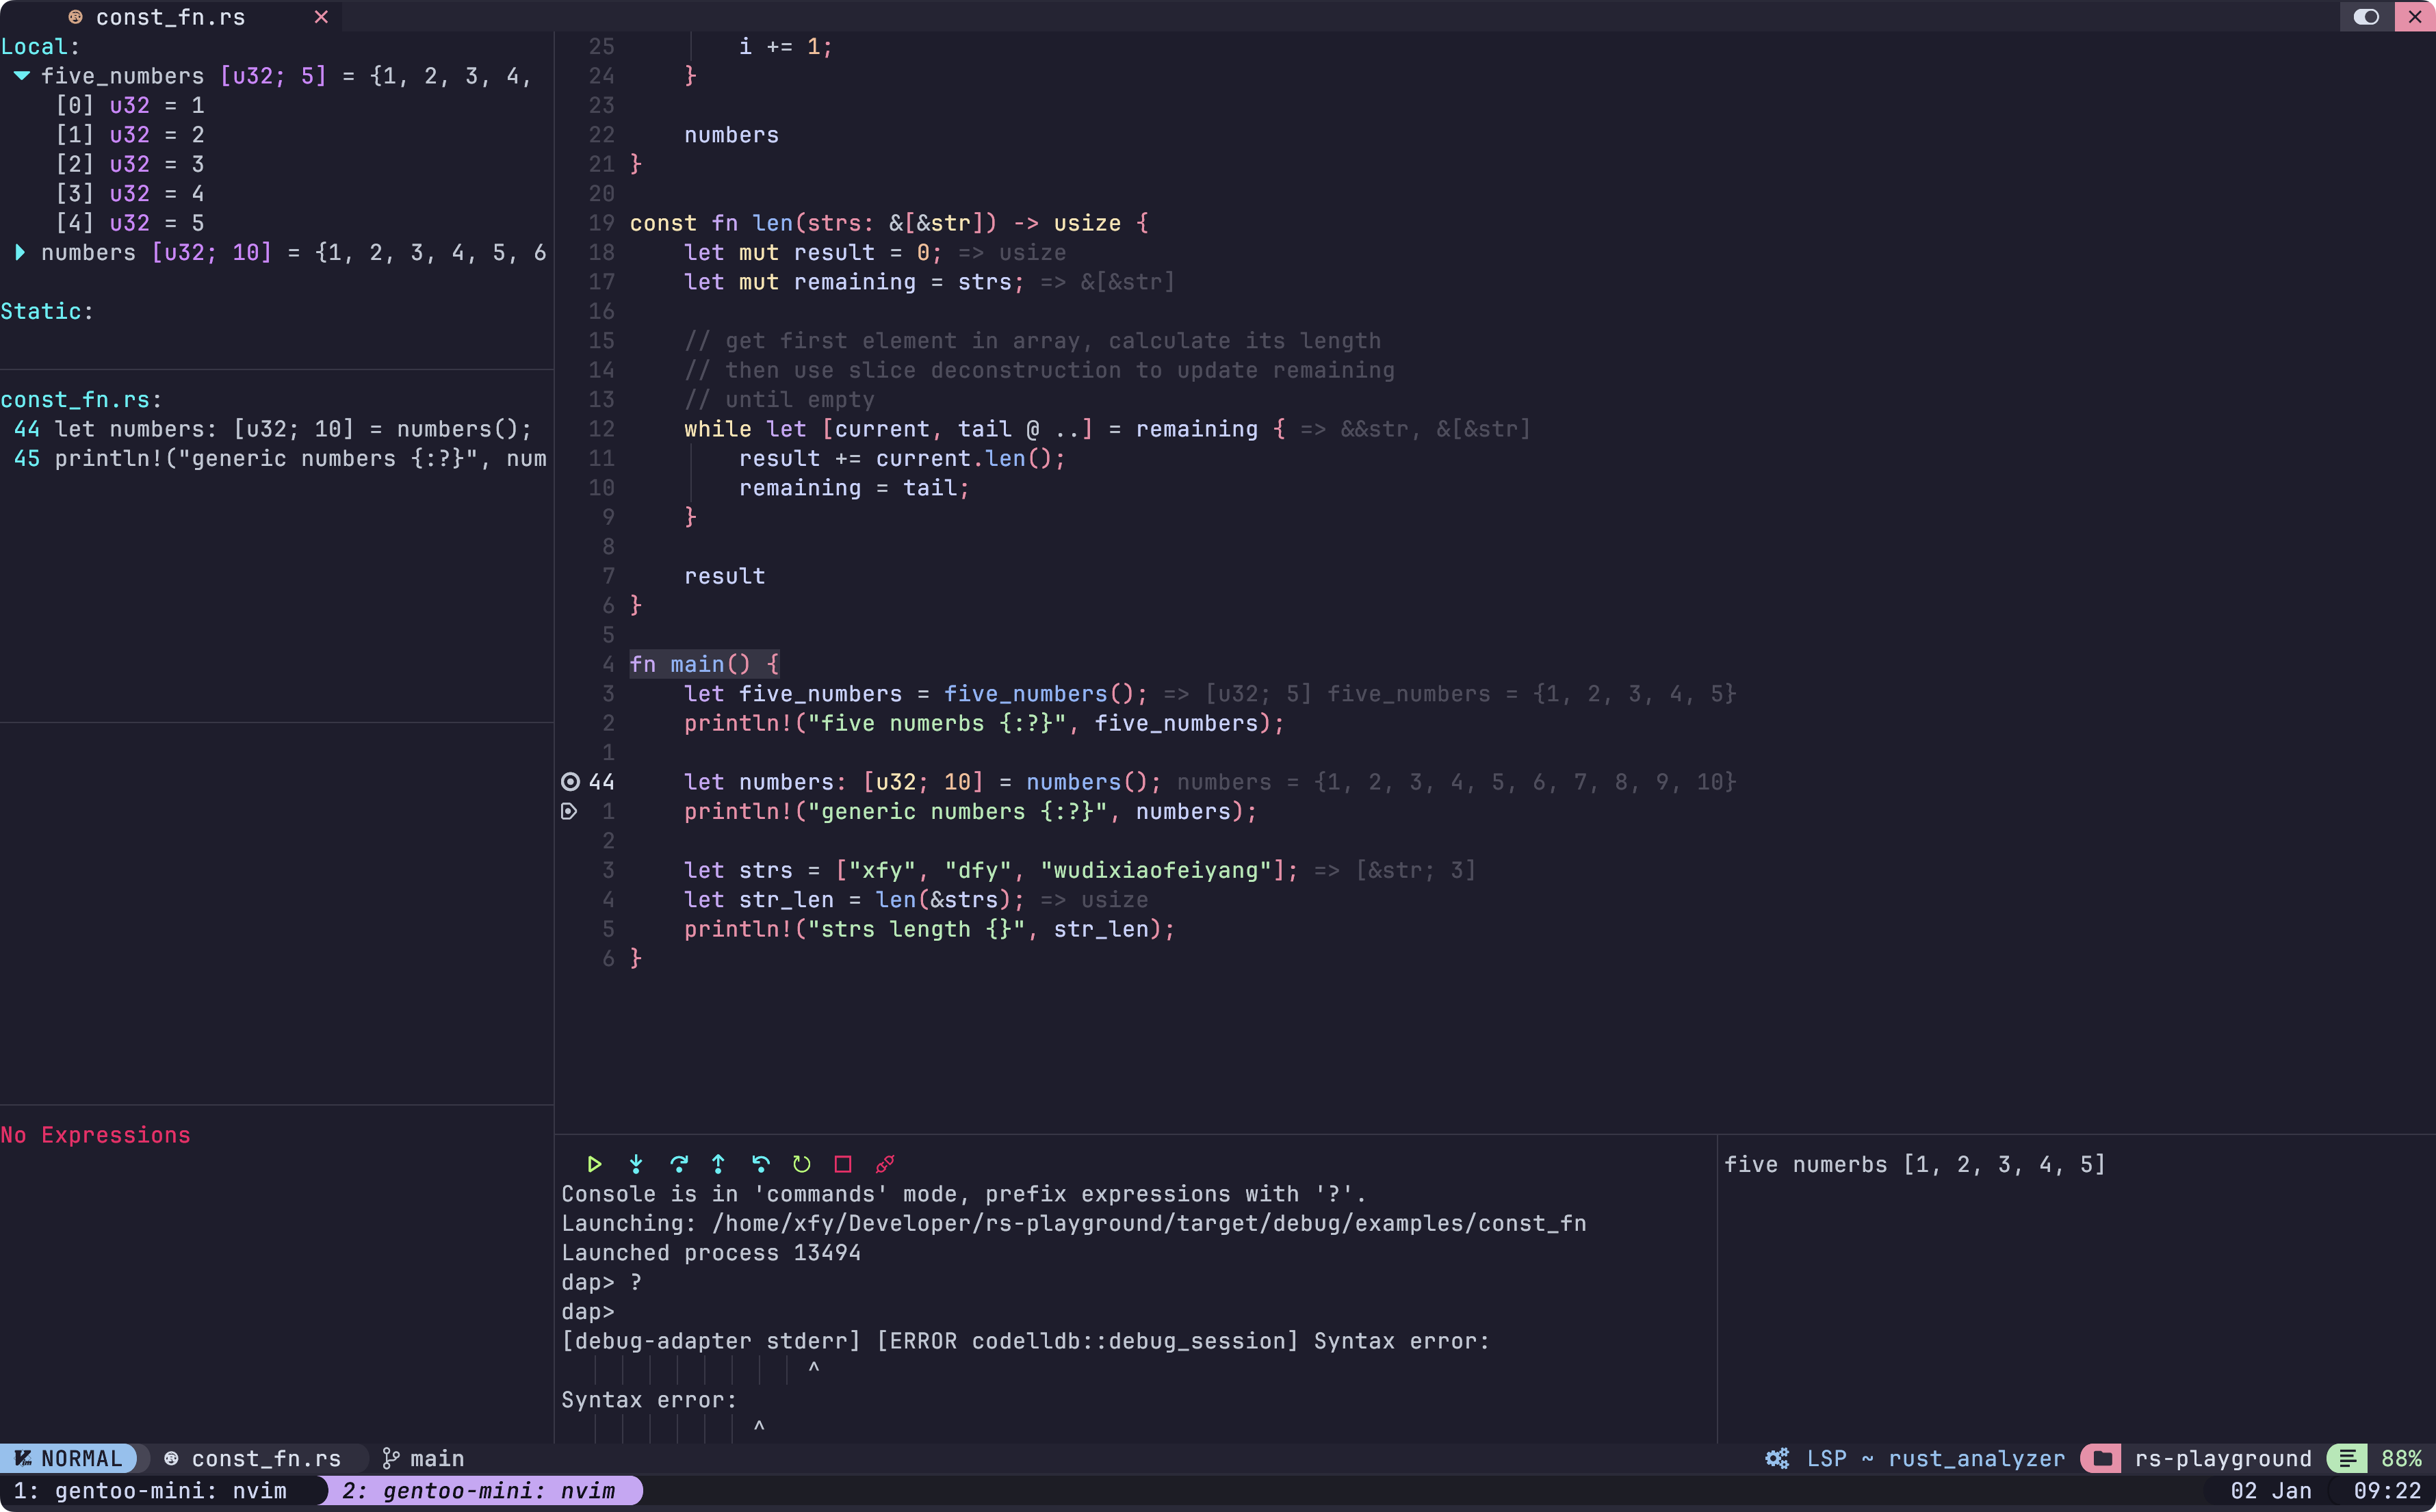 const_fn.rs
Local:
five_numbers [u32; 5] = {1, 2, 3, 4,
[0] u32 = 1
[1] u32 = 2
[2] u32 = 3
[3] u32 = 4
[4] u32 = 5
numbers [u32; 10] = {1, 2, 3, 4, 5, 6
Static:
const_fn.rs:
44 let numbers: [u32; 10] = numbers();
45 println!("generic numbers {:?}", num
No Expressions
25         i += 1;
24     }
23
22     numbers
21 }
20
19 const fn len(strs: &[&str]) -> usize {
18     let mut result = 0; => usize
17     let mut remaining = strs; => &[&str]
16
15     // get first element in array, calculate its length
14     // then use slice deconstruction to update remaining
13     // until empty
12     while let [current, tail @ ..] = remaining { => &&str, &[&str]
11         result += current.len();
10         remaining = tail;
9     }
8
7     result
6 }
5
4 fn main() {
3     let five_numbers = five_numbers(); => [u32; 5] five_numbers = {1, 2, 3, 4, 5}
2     println!("five numerbs {:?}", five_numbers);
1
44     let numbers: [u32; 10] = numbers(); numbers = {1, 2, 3, 4, 5, 6, 7, 8, 9, 10}
1     println!("generic numbers {:?}", numbers);
2
3     let strs = ["xfy", "dfy", "wudixiaofeiyang"]; => [&str; 3]
4     let str_len = len(&strs); => usize
5     println!("strs length {}", str_len);
6 }
Console is in 'commands' mode, prefix expressions with '?'.
Launching: /home/xfy/Developer/rs-playground/target/debug/examples/const_fn
Launched process 13494
dap> ?
dap>
[debug-adapter stderr] [ERROR codelldb::debug_session] Syntax error:
^
Syntax error:
^
five numerbs [1, 2, 3, 4, 5]
NORMAL const_fn.rs main LSP ~ rust_analyzer rs-playground 88%
1: gentoo-mini: nvim 2: gentoo-mini: nvim 02 Jan 09:22